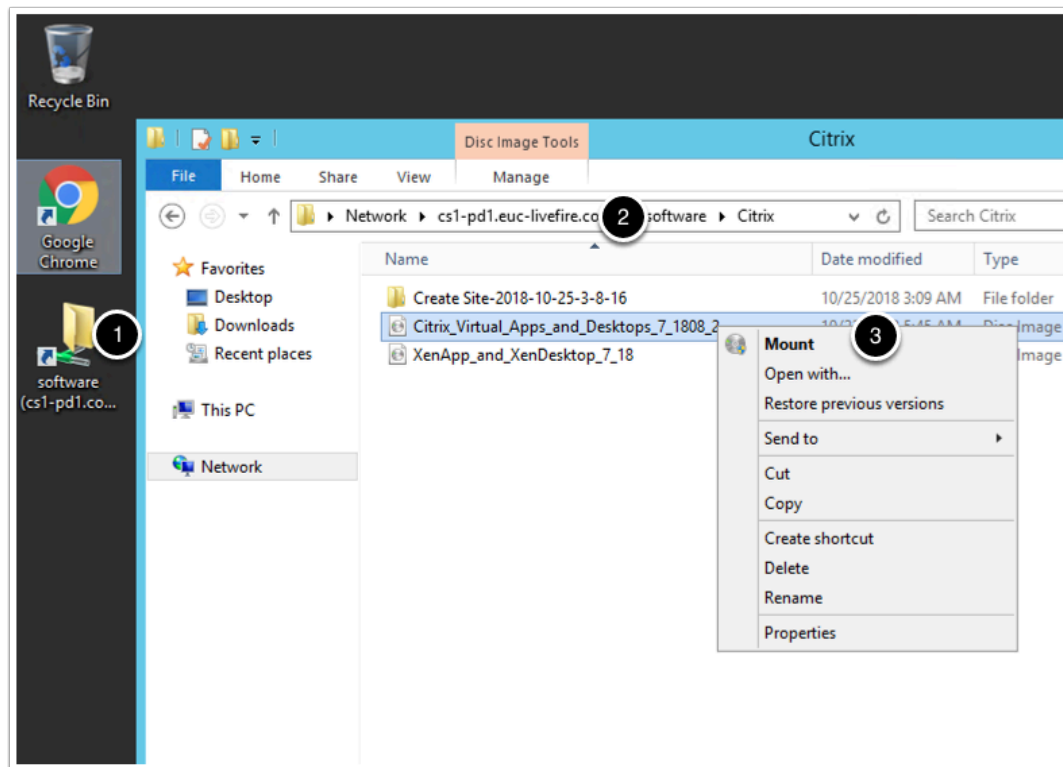 Recycle Bin
Disc Image Tools
Citrix
File Home Share View Manage
Network cs1-pd1.euc-livefire.co software Citrix Search Citrix
2
Google
Chrome
Name Date modified Type
Favorites
Desktop
Downloads
Recent places
This PC
Network
Create Site-2018-10-25-3-8-16 10/25/2018 3:09 AM File folder
Citrix_Virtual_Apps_and_Desktops_7_1808_2 Image
XenApp_and_XenDesktop_7_18 Image
1
software
(cs1-pd1.co...
3
Mount
Open with...
Restore previous versions
Send to
Cut
Copy
Create shortcut
Delete
Rename
Properties